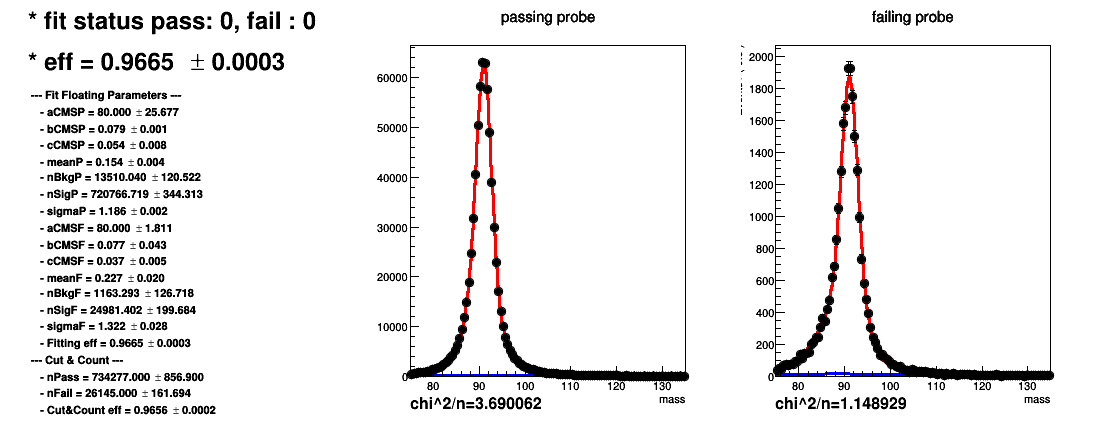 * fit status pass: 0, fail : 0
* eff = 0.9665 ± 0.0003
--- Fit Floating Parameters ---
- aCMSP = 80.000 ± 25.677
- bCMSP = 0.079 ± 0.001
- cCMSP = 0.054 ± 0.008
- meanP = 0.154 ± 0.004
- nBkgP = 13510.040 ± 120.522
- nSigP = 720766.719 ± 344.313
- sigmaP = 1.186 ± 0.002
- aCMSF = 80.000 ± 1.811
- bCMSF = 0.077 ± 0.043
- cCMSF = 0.037 ± 0.005
- meanF = 0.227 ± 0.020
- nBkgF = 1163.293 ± 126.718
- nSigF = 24981.402 ± 199.684
- sigmaF = 1.322 ± 0.028
- Fitting eff = 0.9665 ± 0.0003
--- Cut & Count ---
- nPass = 734277.000 ± 856.900
- nFail = 26145.000 ± 161.694
- Cut&Count eff = 0.9656 ± 0.0002
passing probe
60000
50000
40000
30000
20000
10000
0
80 90 100 110 120 130
mass
chi^2/n=3.690062
failing probe
2000
1800
1600
1400
1200
1000
800
600
400
200
0
80 90 100 110 120 130
mass
chi^2/n=1.148929